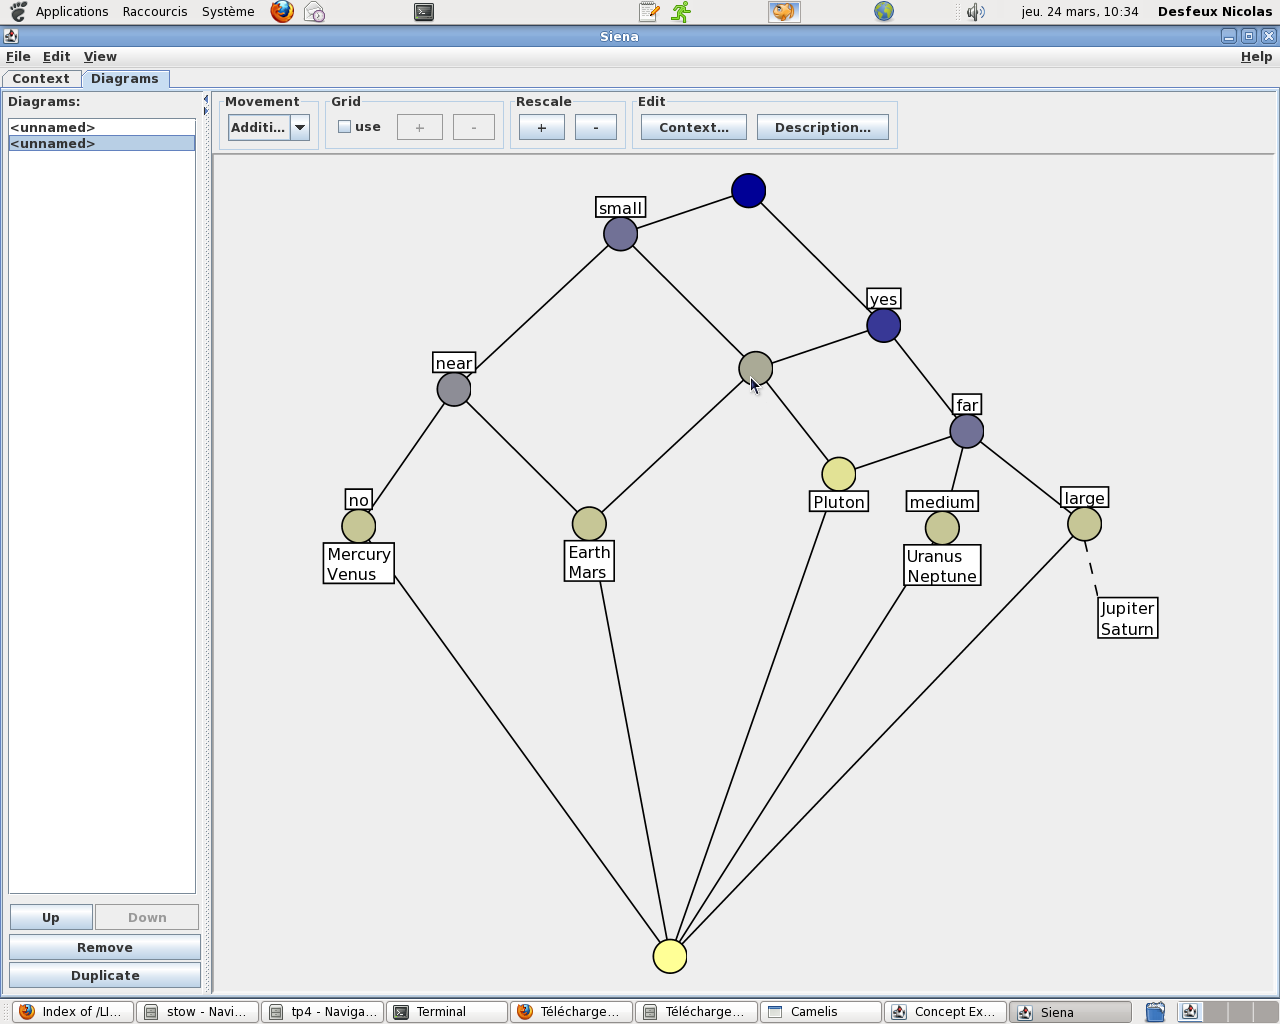 Applications Raccourcis Système jeu. 24 mars, 10:34 Desfeux Nicolas
Siena
File Edit View Help
Context Diagrams
Diagrams:
<unnamed>
<unnamed>
Movement Grid Rescale Edit
Additi... use + - + - Context... Description...
small
yes
near
far
no
Pluton
medium
large
Mercury
Venus
Earth
Mars
Uranus
Neptune
Jupiter
Saturn
Up Down
Remove
Duplicate
Index of /LI... stow - Navi... tp4 - Naviga... Terminal Télécharge... Télécharge... Camelis Concept Ex... Siena